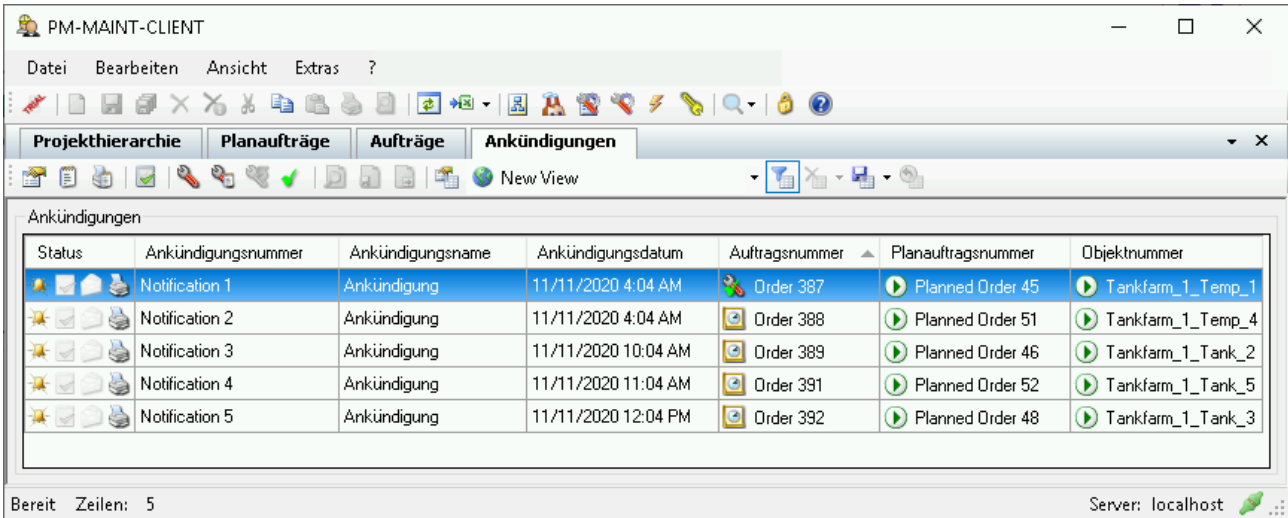 PM-MAINT-CLIENT
Datei Bearbeiten Ansicht Extras ?
Projekthierarchie Planaufträge Aufträge Ankündigungen
New View
Ankündigungen
Status Ankündigungsnummer Ankündigungsname Ankündigungsdatum Auftragsnummer Planauftragsnummer Objektnummer
Notification 1 Ankündigung 11/11/2020 4:04 AM Order 387 Planned Order 45 Tankfarm_1_Temp_1
Notification 2 Ankündigung 11/11/2020 4:04 AM Order 388 Planned Order 51 Tankfarm_1_Temp_4
Notification 3 Ankündigung 11/11/2020 10:04 AM Order 389 Planned Order 46 Tankfarm_1_Tank_2
Notification 4 Ankündigung 11/11/2020 11:04 AM Order 391 Planned Order 52 Tankfarm_1_Tank_5
Notification 5 Ankündigung 11/11/2020 12:04 PM Order 392 Planned Order 48 Tankfarm_1_Tank_3
Bereit Zeilen: 5 Server: localhost